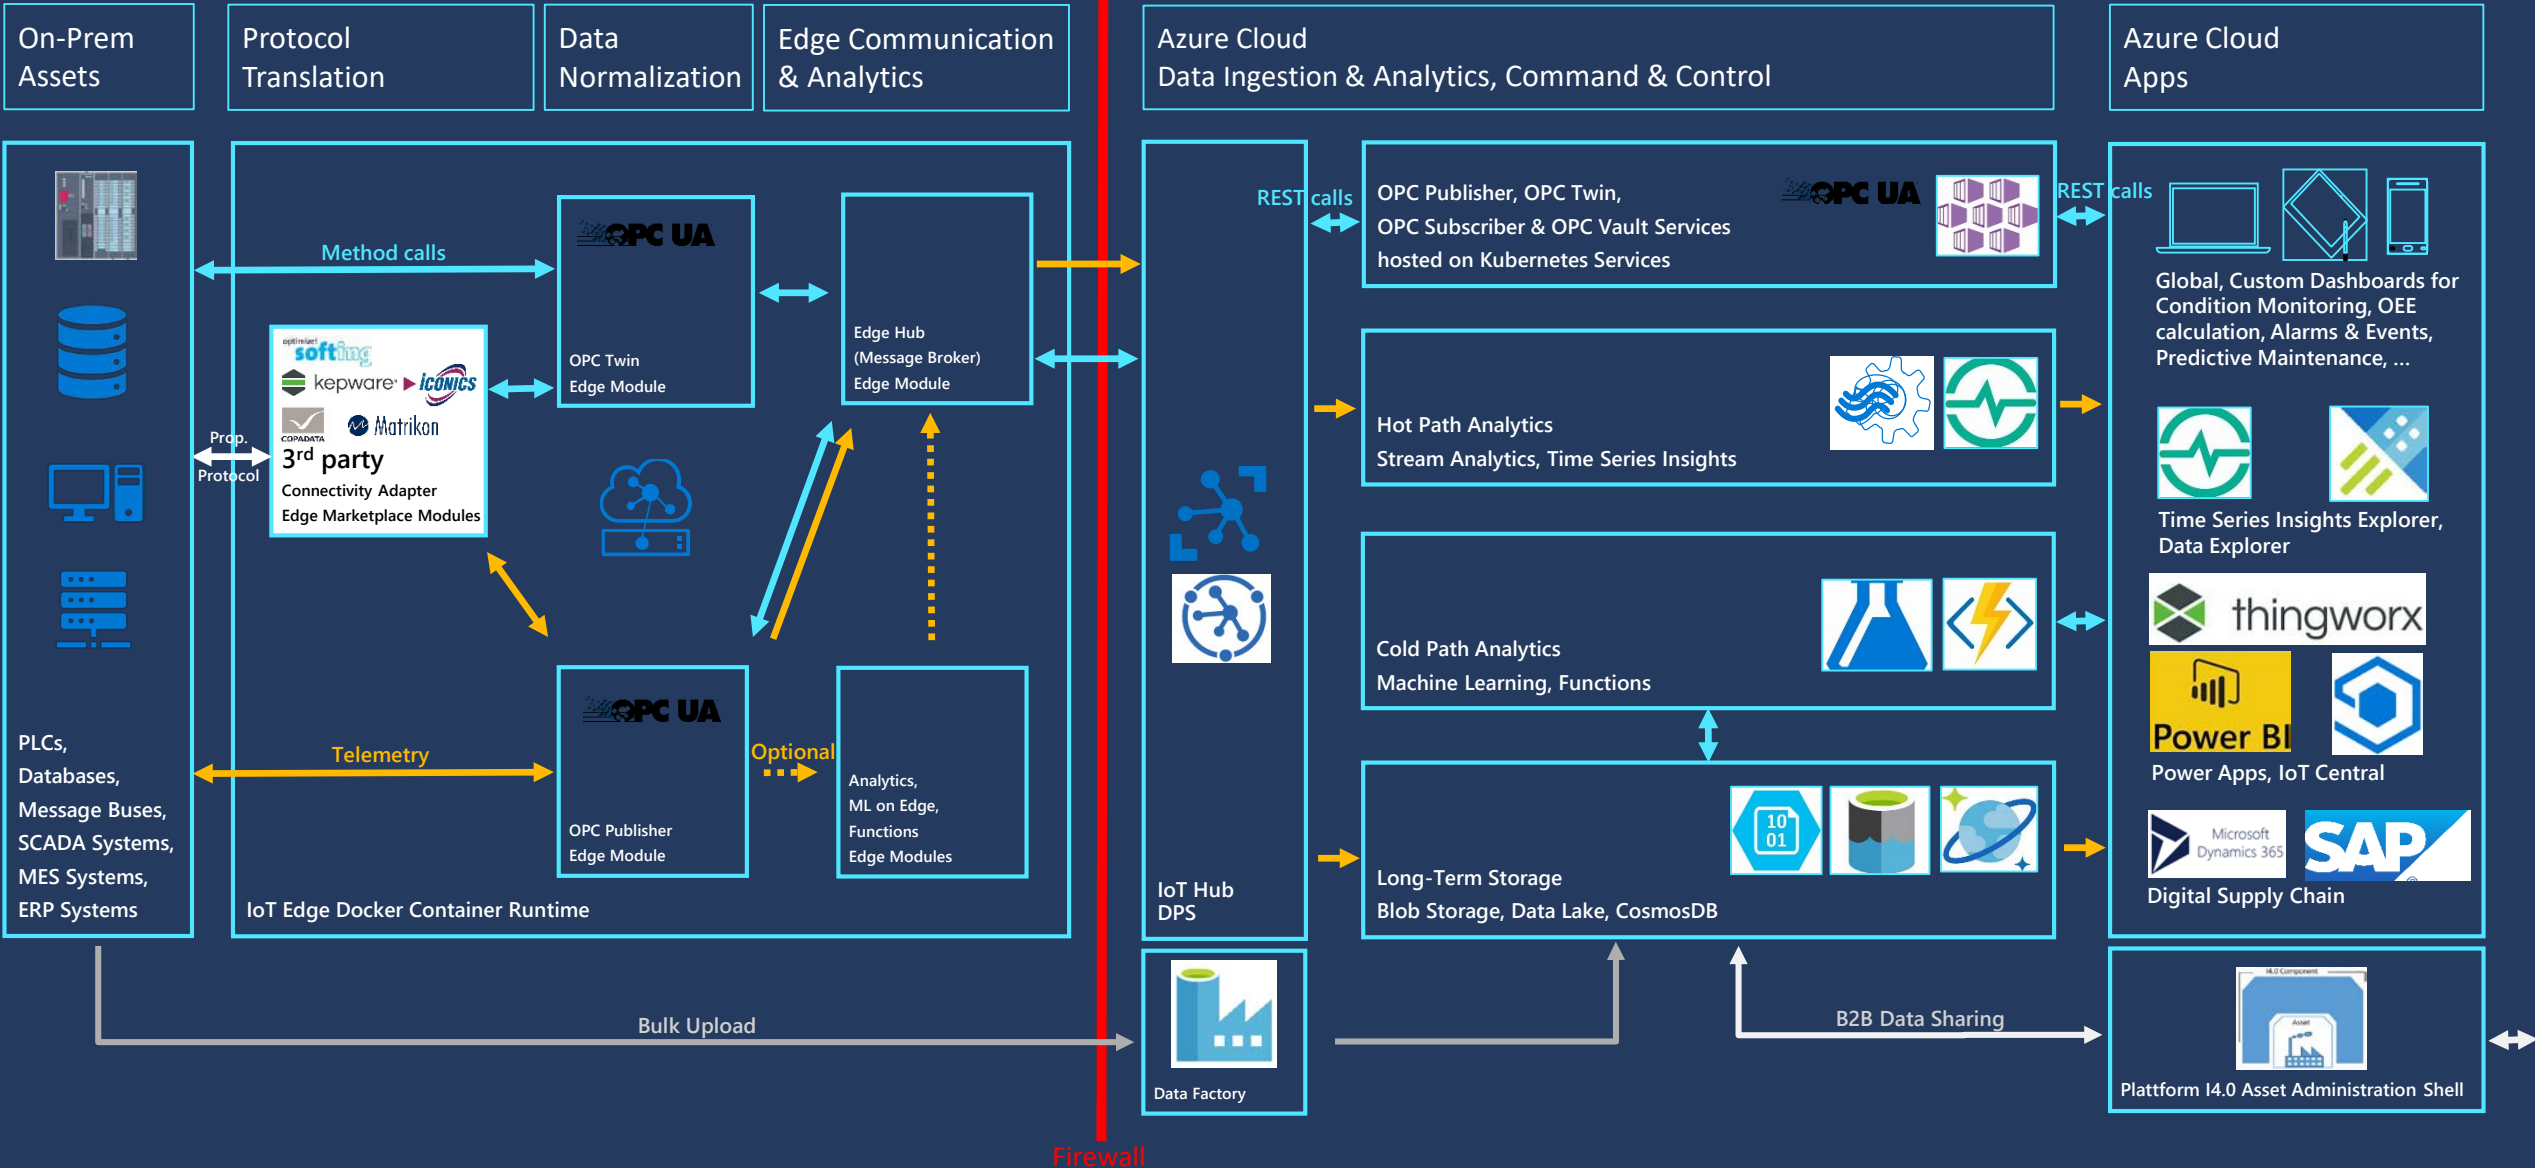 On-Prem
Assets
Protocol
Translation
Data
Normalization
Edge Communication
& Analytics
Azure Cloud
Data Ingestion & Analytics, Command & Control
Azure Cloud
Apps
PLCs,
Databases,
Message Buses,
SCADA Systems,
MES Systems,
ERP Systems
Method calls
Prop.
Protocol
Telemetry
optimize!
softing
kepware
ICONICS
COPADATA
Matrikon
3rd party
Connectivity Adapter
Edge Marketplace Modules
OPC UA
OPC Twin
Edge Module
Edge Hub
(Message Broker)
Edge Module
OPC UA
OPC Publisher
Edge Module
Optional
Analytics,
ML on Edge,
Functions
Edge Modules
IoT Edge Docker Container Runtime
Bulk Upload
Firewall
IoT Hub
DPS
Data Factory
REST calls
OPC Publisher, OPC Twin,
OPC Subscriber & OPC Vault Services
hosted on Kubernetes Services
OPC UA
REST calls
Hot Path Analytics
Stream Analytics, Time Series Insights
Cold Path Analytics
Machine Learning, Functions
10
01
Long-Term Storage
Blob Storage, Data Lake, CosmosDB
B2B Data Sharing
Global, Custom Dashboards for
Condition Monitoring, OEE
calculation, Alarms & Events,
Predictive Maintenance, ...
Time Series Insights Explorer,
Data Explorer
thingworx
Power BI
Power Apps, IoT Central
Microsoft
Dynamics 365
SAP
Digital Supply Chain
I4.0 Component
Asset
Plattform I4.0 Asset Administration Shell